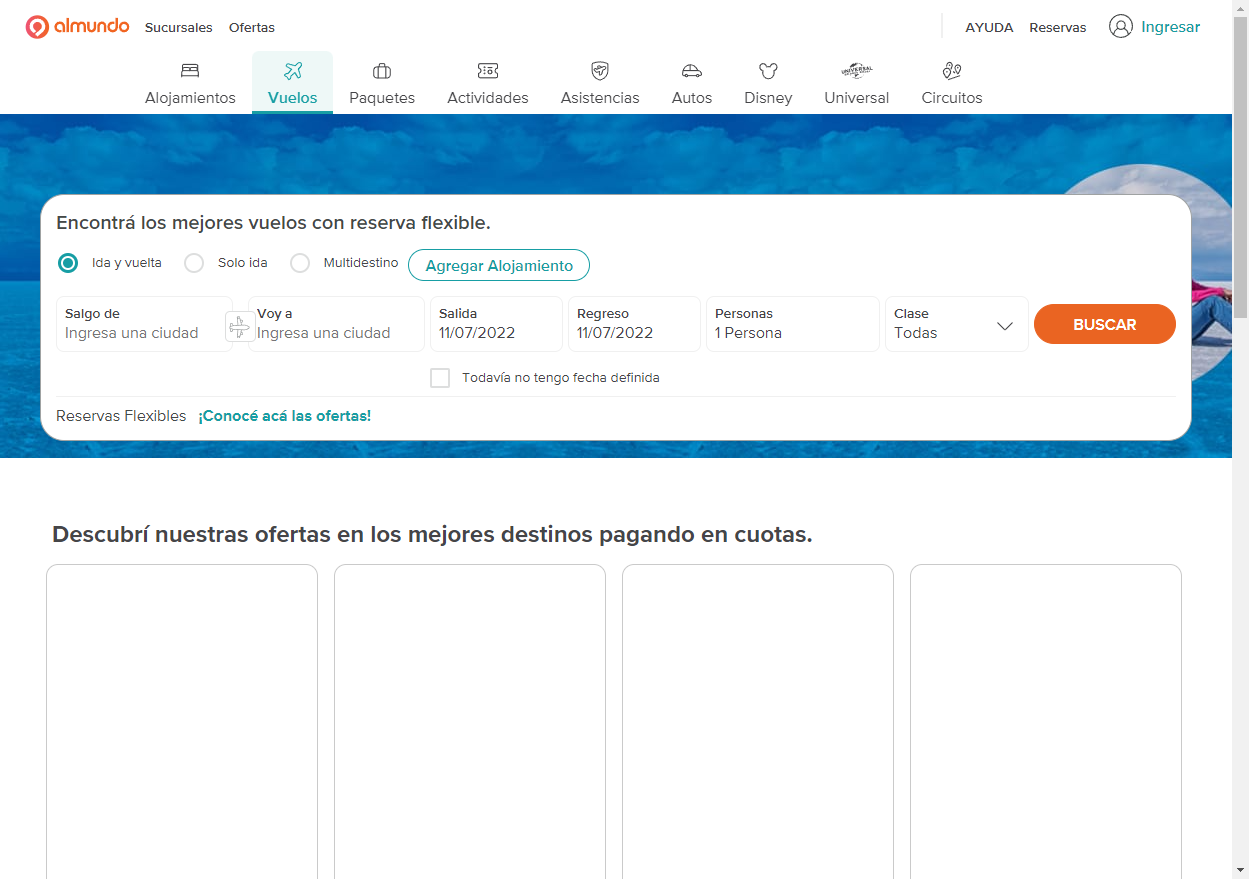 almundo
Sucursales
Ofertas
AYUDA
Reservas
Ingresar
Alojamientos
Vuelos
Paquetes
Actividades
Asistencias
Autos
Disney
UNIVERSAL
Universal
Circuitos
Encontrá los mejores vuelos con reserva flexible.
Ida y vuelta
Solo ida
Multidestino
Agregar Alojamiento
Salgo de
Ingresa una ciudad
Voy a
Ingresa una ciudad
Salida
11/07/2022
Regreso
11/07/2022
Personas
1 Persona
Clase
Todas
BUSCAR
Todavía no tengo fecha definida
Reservas Flexibles
¡Conocé acá las ofertas!
Descubrí nuestras ofertas en los mejores destinos pagando en cuotas.